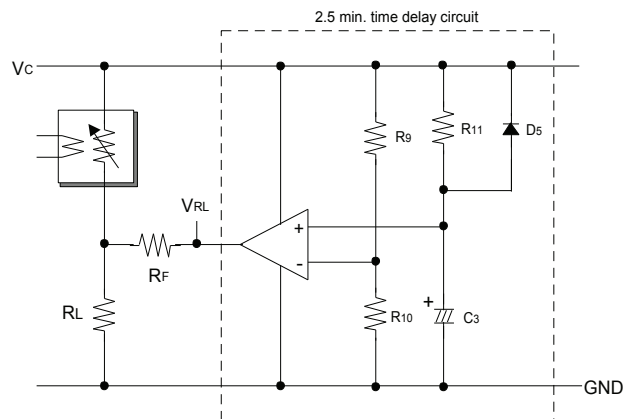 2.5 min. time delay circuit
VC
R9
R11
D5
VRL
+
-
RF
RL
R10
+
C3
GND